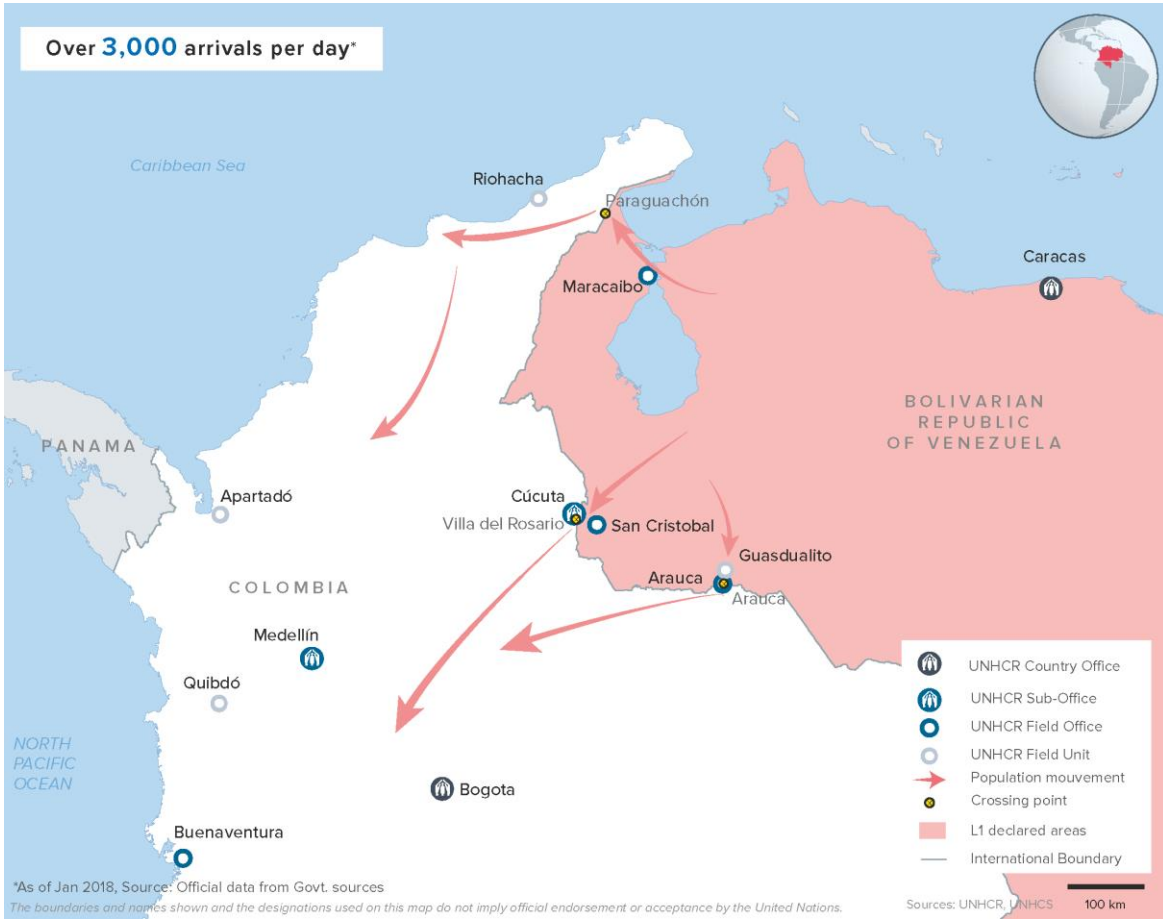 Over 3,000 arrivals per day*
Caribbean Sea
Riohacha
Paraguachón
Maracaibo
Caracas
BOLIVARIAN
REPUBLIC
OF VENEZUELA
PANAMA
Apartadó
Cúcuta
Villa del Rosario
San Cristobal
Guasdualito
Arauca
Arauca
COLOMBIA
Medellín
Quibdó
NORTH
PACIFIC
OCEAN
Bogota
Buenaventura
UNHCR Country Office
UNHCR Sub-Office
UNHCR Field Office
UNHCR Field Unit
Population mouvement
Crossing point
L1 declared areas
International Boundary
*As of Jan 2018, Source: Official data from Govt. sources
The boundaries and names shown and the designations used on this map do not imply official endorsement or acceptance by the United Nations.
Sources: UNHCR, UNHCS
100 km